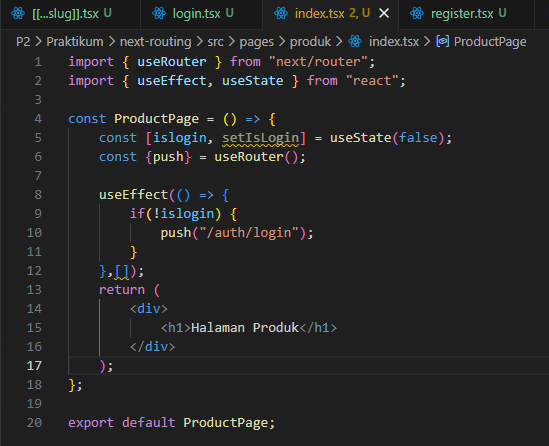 [[...slug]].tsx U login.tsx U index.tsx 2, U register.tsx U
P2 > Praktikum > next-routing > src > pages > produk > index.tsx > ProductPage
1 import { useRouter } from "next/router";
2 import { useEffect, useState } from "react";
3
4 const ProductPage = () => {
5 const [islogin, setIsLogin] = useState(false);
6 const {push} = useRouter();
7
8 useEffect(() => {
9 if(!islogin) {
10 push("/auth/login");
11 }
12 },[]);
13 return (
14 <div>
15 <h1>Halaman Produk</h1>
16 </div>
17 );
18 };
19
20 export default ProductPage;